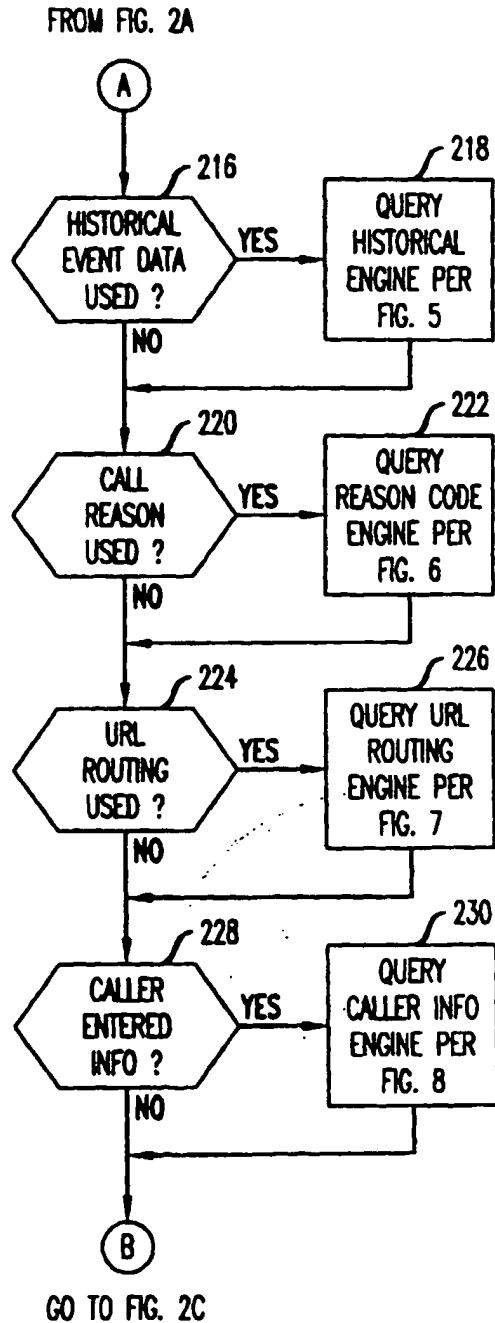 FROM FIG. 2A
A
216
HISTORICAL
EVENT DATA
USED ?
YES
NO
218
QUERY
HISTORICAL
ENGINE PER
FIG. 5
220
CALL
REASON
USED ?
YES
NO
222
QUERY
REASON CODE
ENGINE PER
FIG. 6
224
URL
ROUTING
USED ?
YES
NO
226
QUERY URL
ROUTING
ENGINE PER
FIG. 7
228
CALLER
ENTERED
INFO ?
YES
NO
230
QUERY
CALLER INFO
ENGINE PER
FIG. 8
B
GO TO FIG. 2C